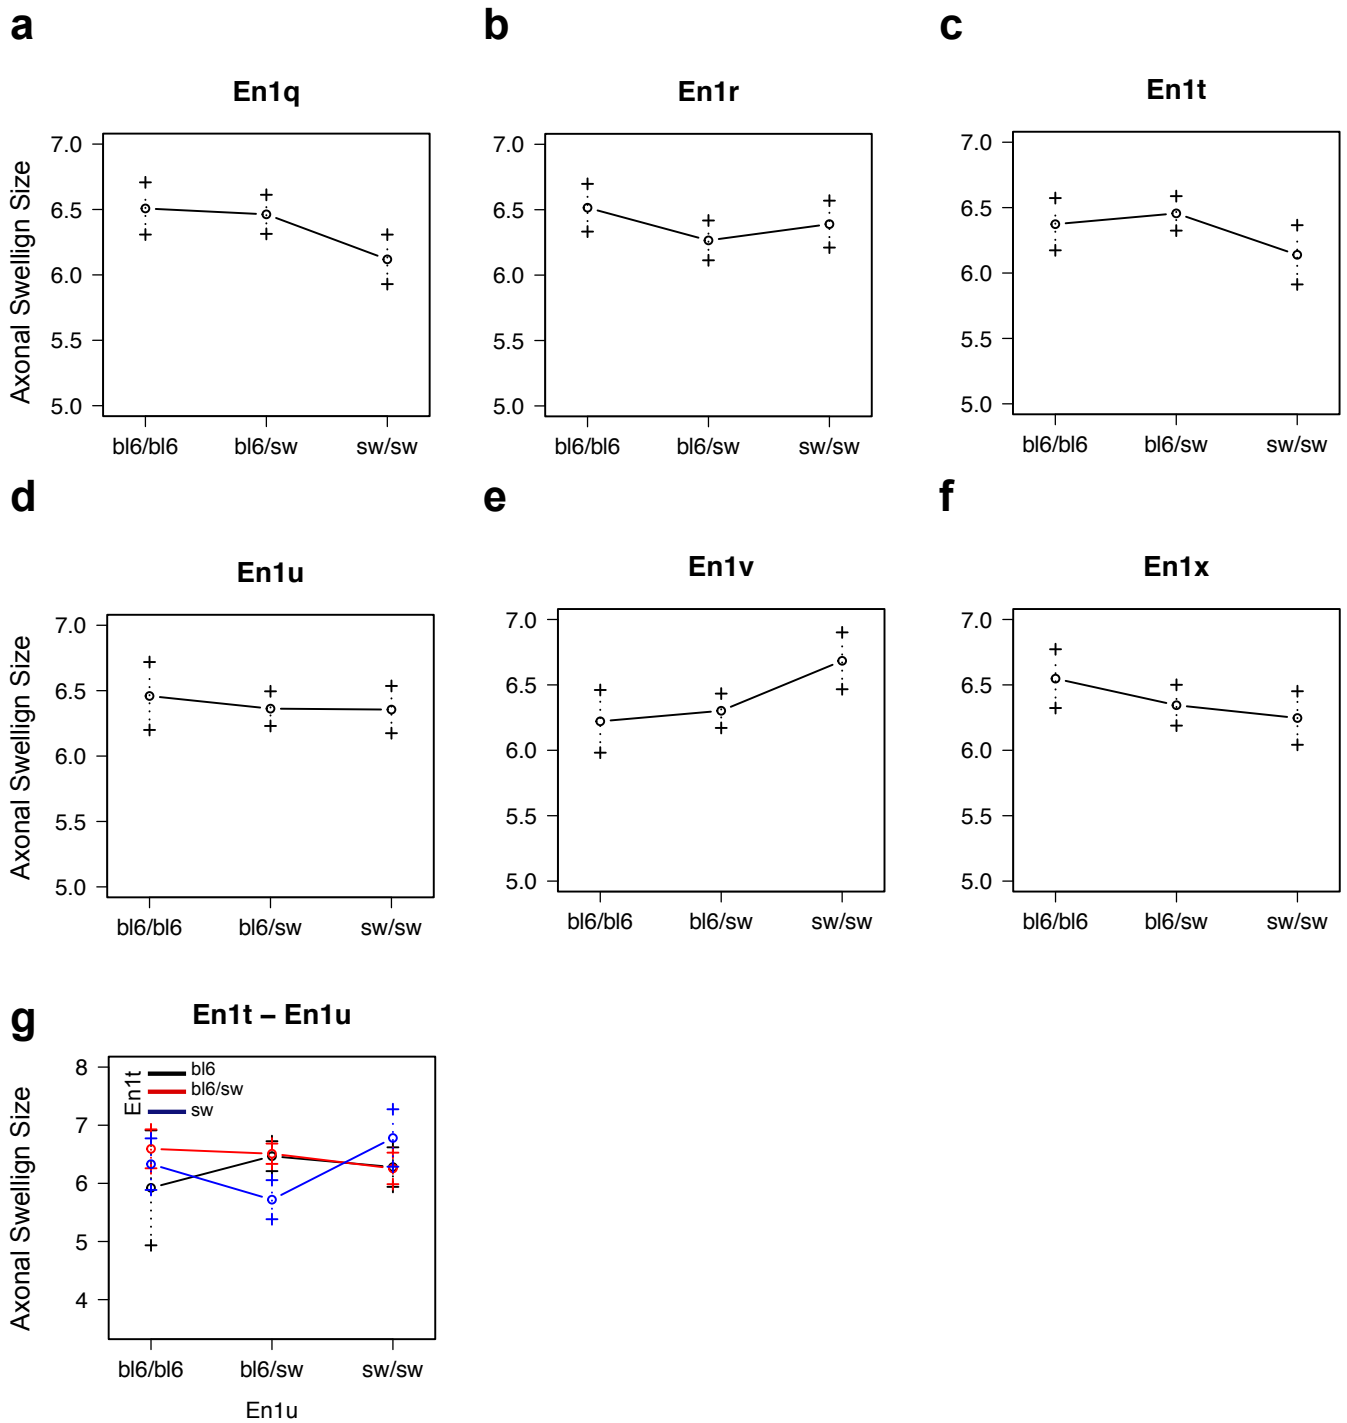 a
b
c
En1q
En1r
En1t
Axonal Swellign Size
7.0
6.5
6.0
5.5
5.0
bl6/bl6
bl6/sw
sw/sw
7.0
6.5
6.0
5.5
5.0
bl6/bl6
bl6/sw
sw/sw
7.0
6.5
6.0
5.5
5.0
bl6/bl6
bl6/sw
sw/sw
d
e
f
En1u
En1v
En1x
Axonal Swellign Size
7.0
6.5
6.0
5.5
5.0
bl6/bl6
bl6/sw
sw/sw
7.0
6.5
6.0
5.5
5.0
bl6/bl6
bl6/sw
sw/sw
7.0
6.5
6.0
5.5
5.0
bl6/bl6
bl6/sw
sw/sw
g
En1t – En1u
Axonal Swellign Size
8
7
6
5
4
En1t
bl6
bl6/sw
sw
bl6/bl6
bl6/sw
sw/sw
En1u